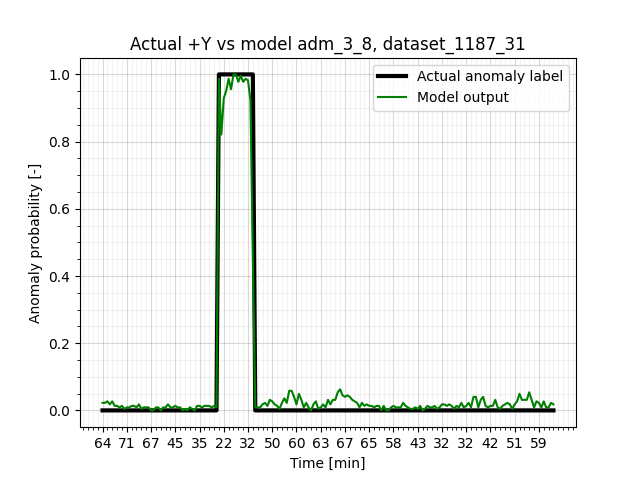 Actual +Y vs model adm_3_8, dataset_1187_31
Actual anomaly label
Model output
Anomaly probability [-]
1.0
0.8
0.6
0.4
0.2
0.0
64 71 67 45 35 22 32 50 60 63 67 65 58 43 32 32 42 51 59
Time [min]